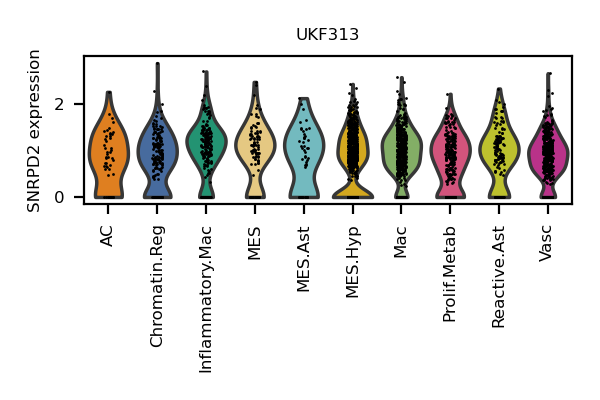 UKF313
SNRPD2 expression
2
0
AC
Chromatin.Reg
Inflammatory.Mac
MES
MES.Ast
MES.Hyp
Mac
Prolif.Metab
Reactive.Ast
Vasc